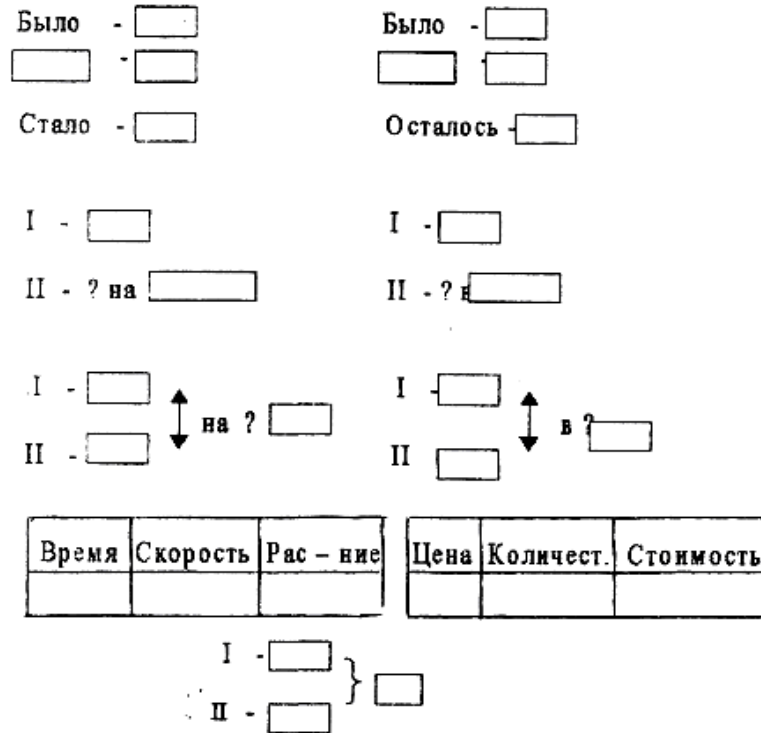 Было - Было -
- -
Стало - Осталось -
I - I -
II - ? на II - ? в
I - I -
на ? в ?
II - II
Время Скорость Рас – ние Цена Количест. Стоимость
I -
}
II -